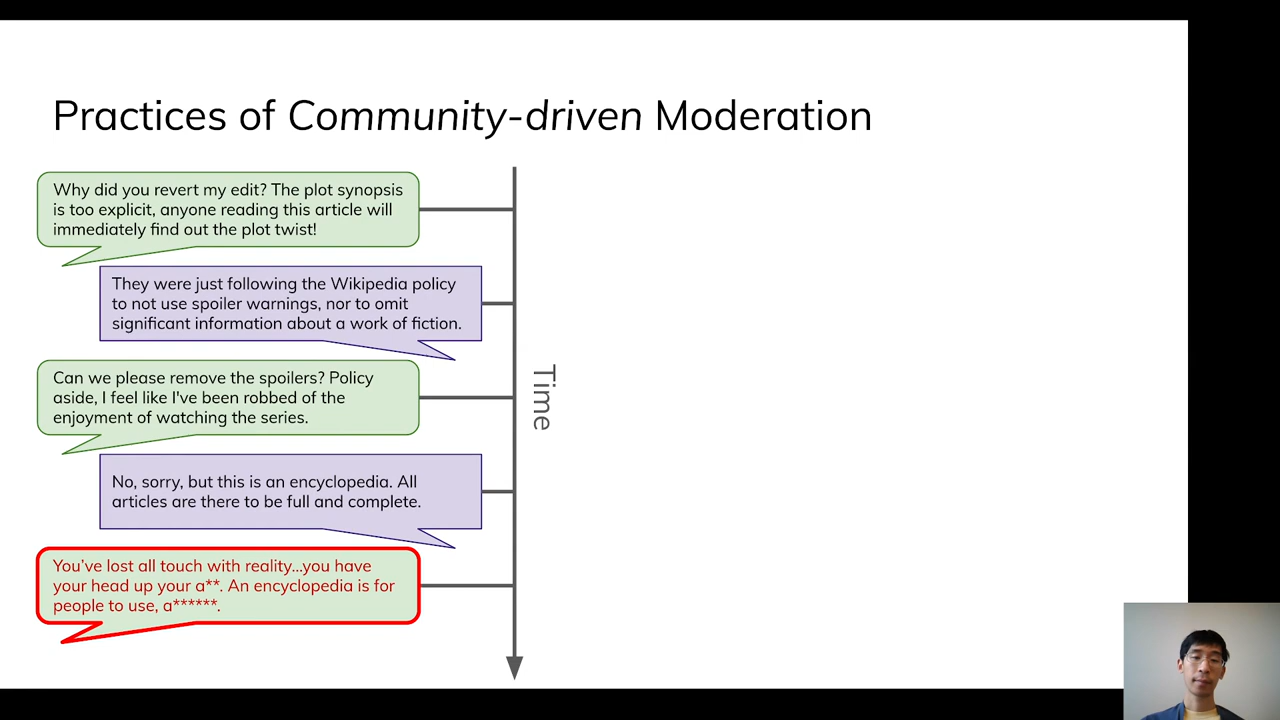 Practices of Community-driven Moderation
Why did you revert my edit? The plot synopsis
is too explicit, anyone reading this article will
immediately find out the plot twist!
They were just following the Wikipedia policy
to not use spoiler warnings, nor to omit
significant information about a work of fiction.
Can we please remove the spoilers? Policy
aside, I feel like I've been robbed of the
enjoyment of watching the series.
No, sorry, but this is an encyclopedia. All
articles are there to be full and complete.
You've lost all touch with reality...you have
your head up your a**. An encyclopedia is for
people to use, a******.
Time